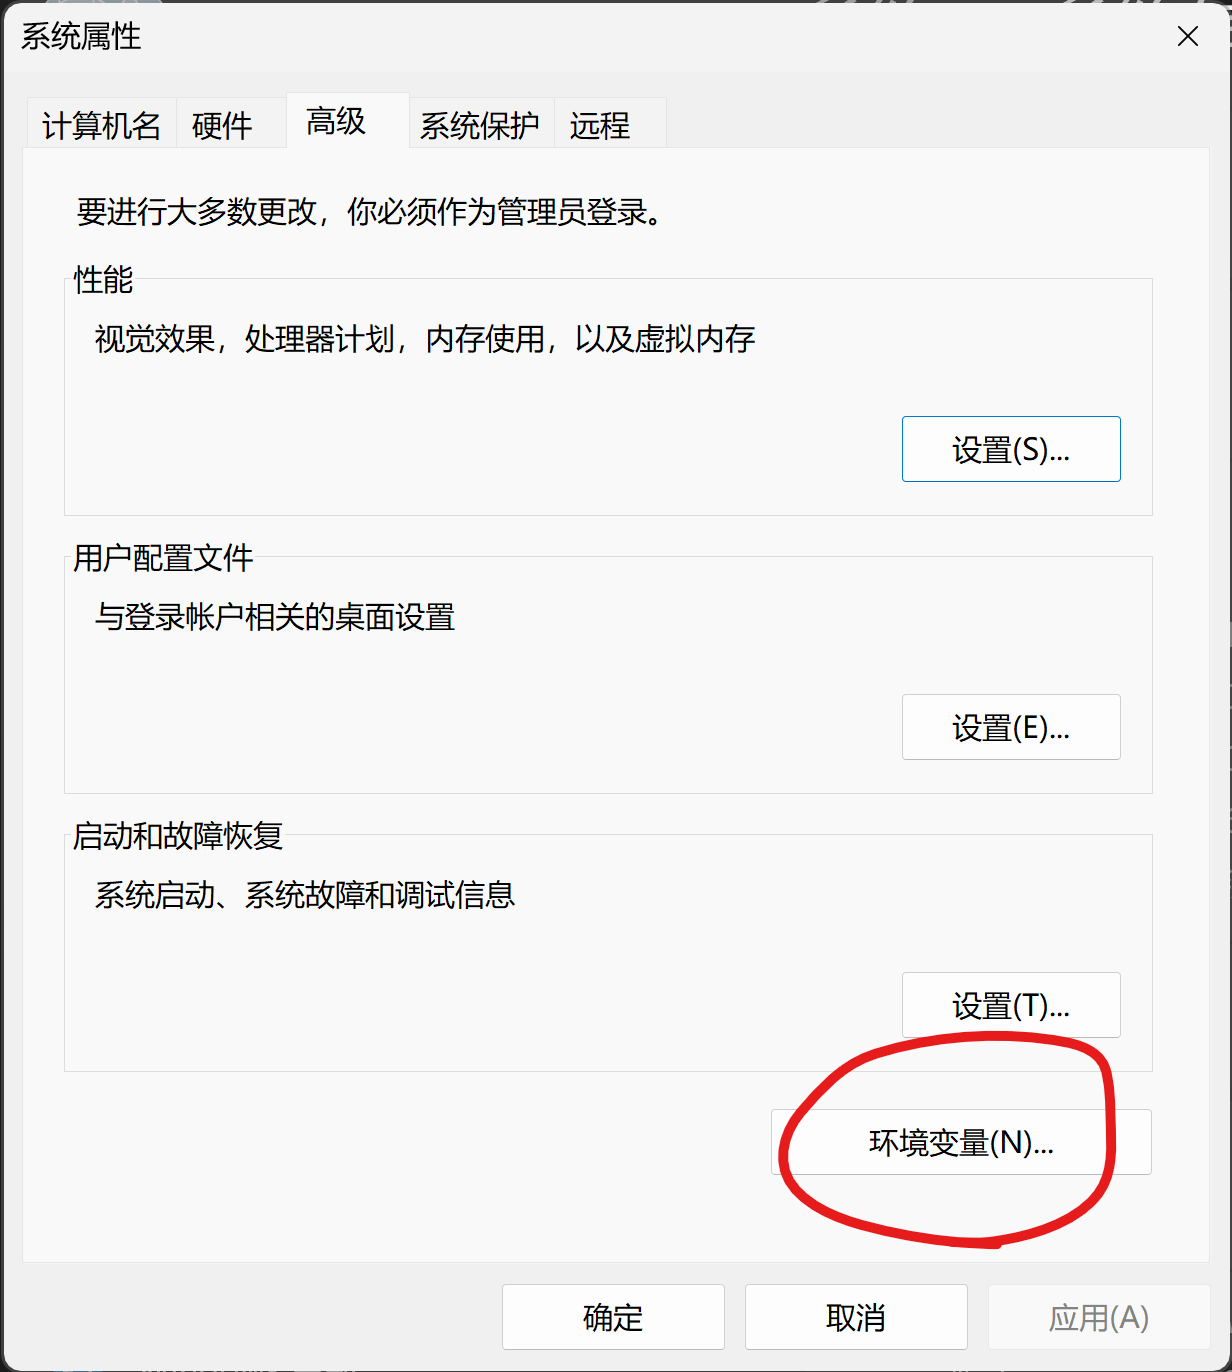 系统属性
计算机名 硬件 高级 系统保护 远程
要进行大多数更改，你必须作为管理员登录。
性能
视觉效果，处理器计划，内存使用，以及虚拟内存
设置(S)...
用户配置文件
与登录帐户相关的桌面设置
设置(E)...
启动和故障恢复
系统启动、系统故障和调试信息
设置(T)...
环境变量(N)...
确定 取消 应用(A)